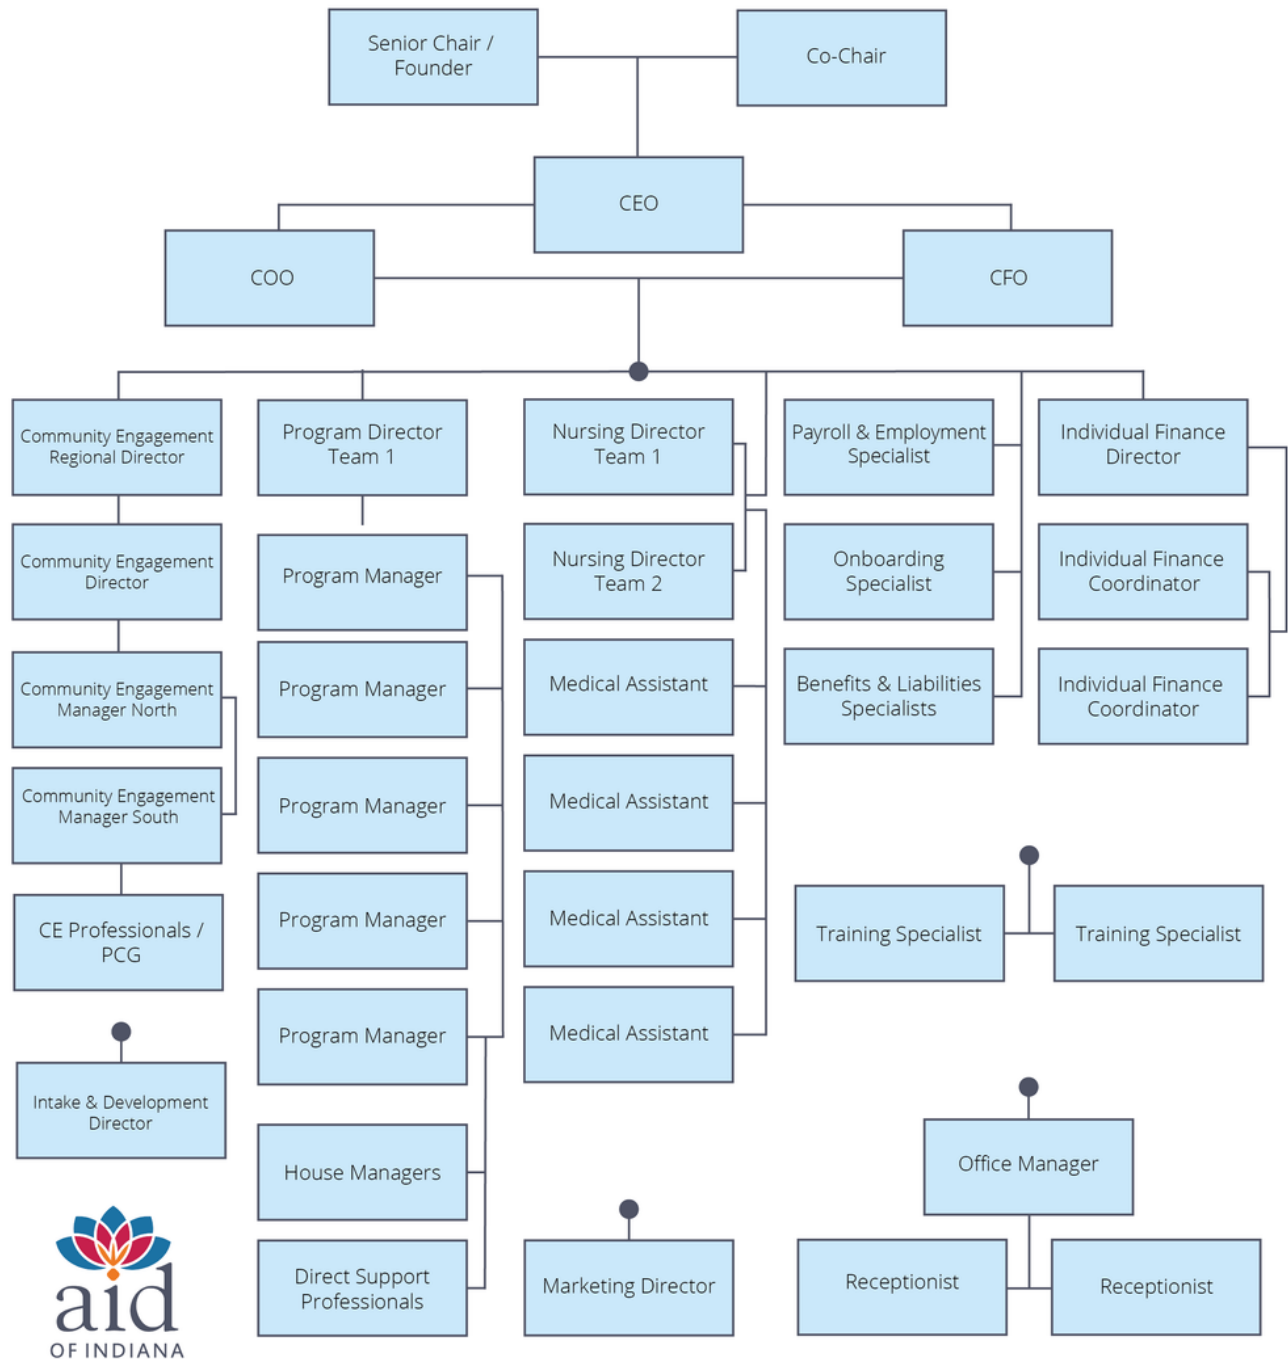 Senior Chair /
Founder
Co-Chair
CEO
COO
CFO
Community Engagement
Regional Director
Community Engagement
Director
Community Engagement
Manager North
Community Engagement
Manager South
CE Professionals /
PCG
Intake & Development
Director
Program Director
Team 1
Program Manager
Program Manager
Program Manager
Program Manager
Program Manager
House Managers
Direct Support
Professionals
Nursing Director
Team 1
Nursing Director
Team 2
Medical Assistant
Medical Assistant
Medical Assistant
Medical Assistant
Marketing Director
Payroll & Employment
Specialist
Onboarding
Specialist
Benefits & Liabilities
Specialists
Individual Finance
Director
Individual Finance
Coordinator
Individual Finance
Coordinator
Training Specialist
Training Specialist
Office Manager
Receptionist
Receptionist
aid
OF INDIANA